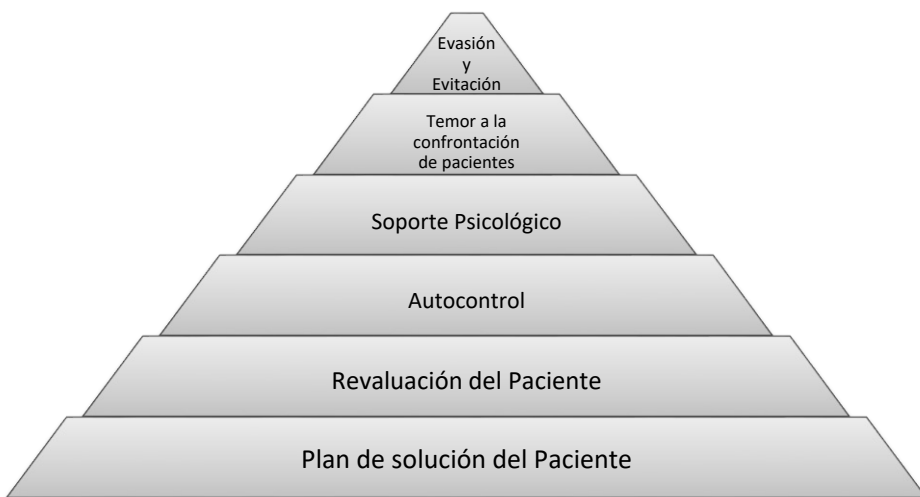 Evasión
y
Evitación
Temor a la
confrontación
de pacientes
Soporte Psicológico
Autocontrol
Revaluación del Paciente
Plan de solución del Paciente